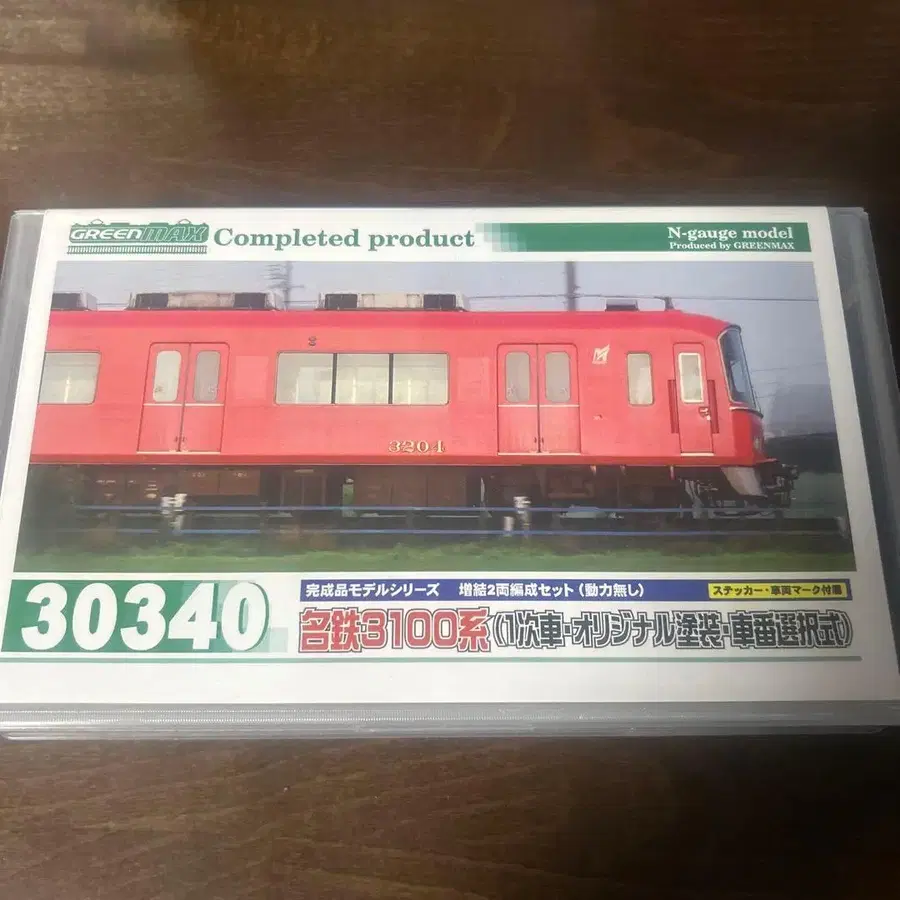 GREENMAX Completed product
N-gauge model
Produced by GREENMAX
3204
30340
完成品モデルシリーズ 増結2両編成セット(動力無し)
ステッカー・車両マーク付属
名鉄3100系(1次車・オリジナル塗装・車番選択式)